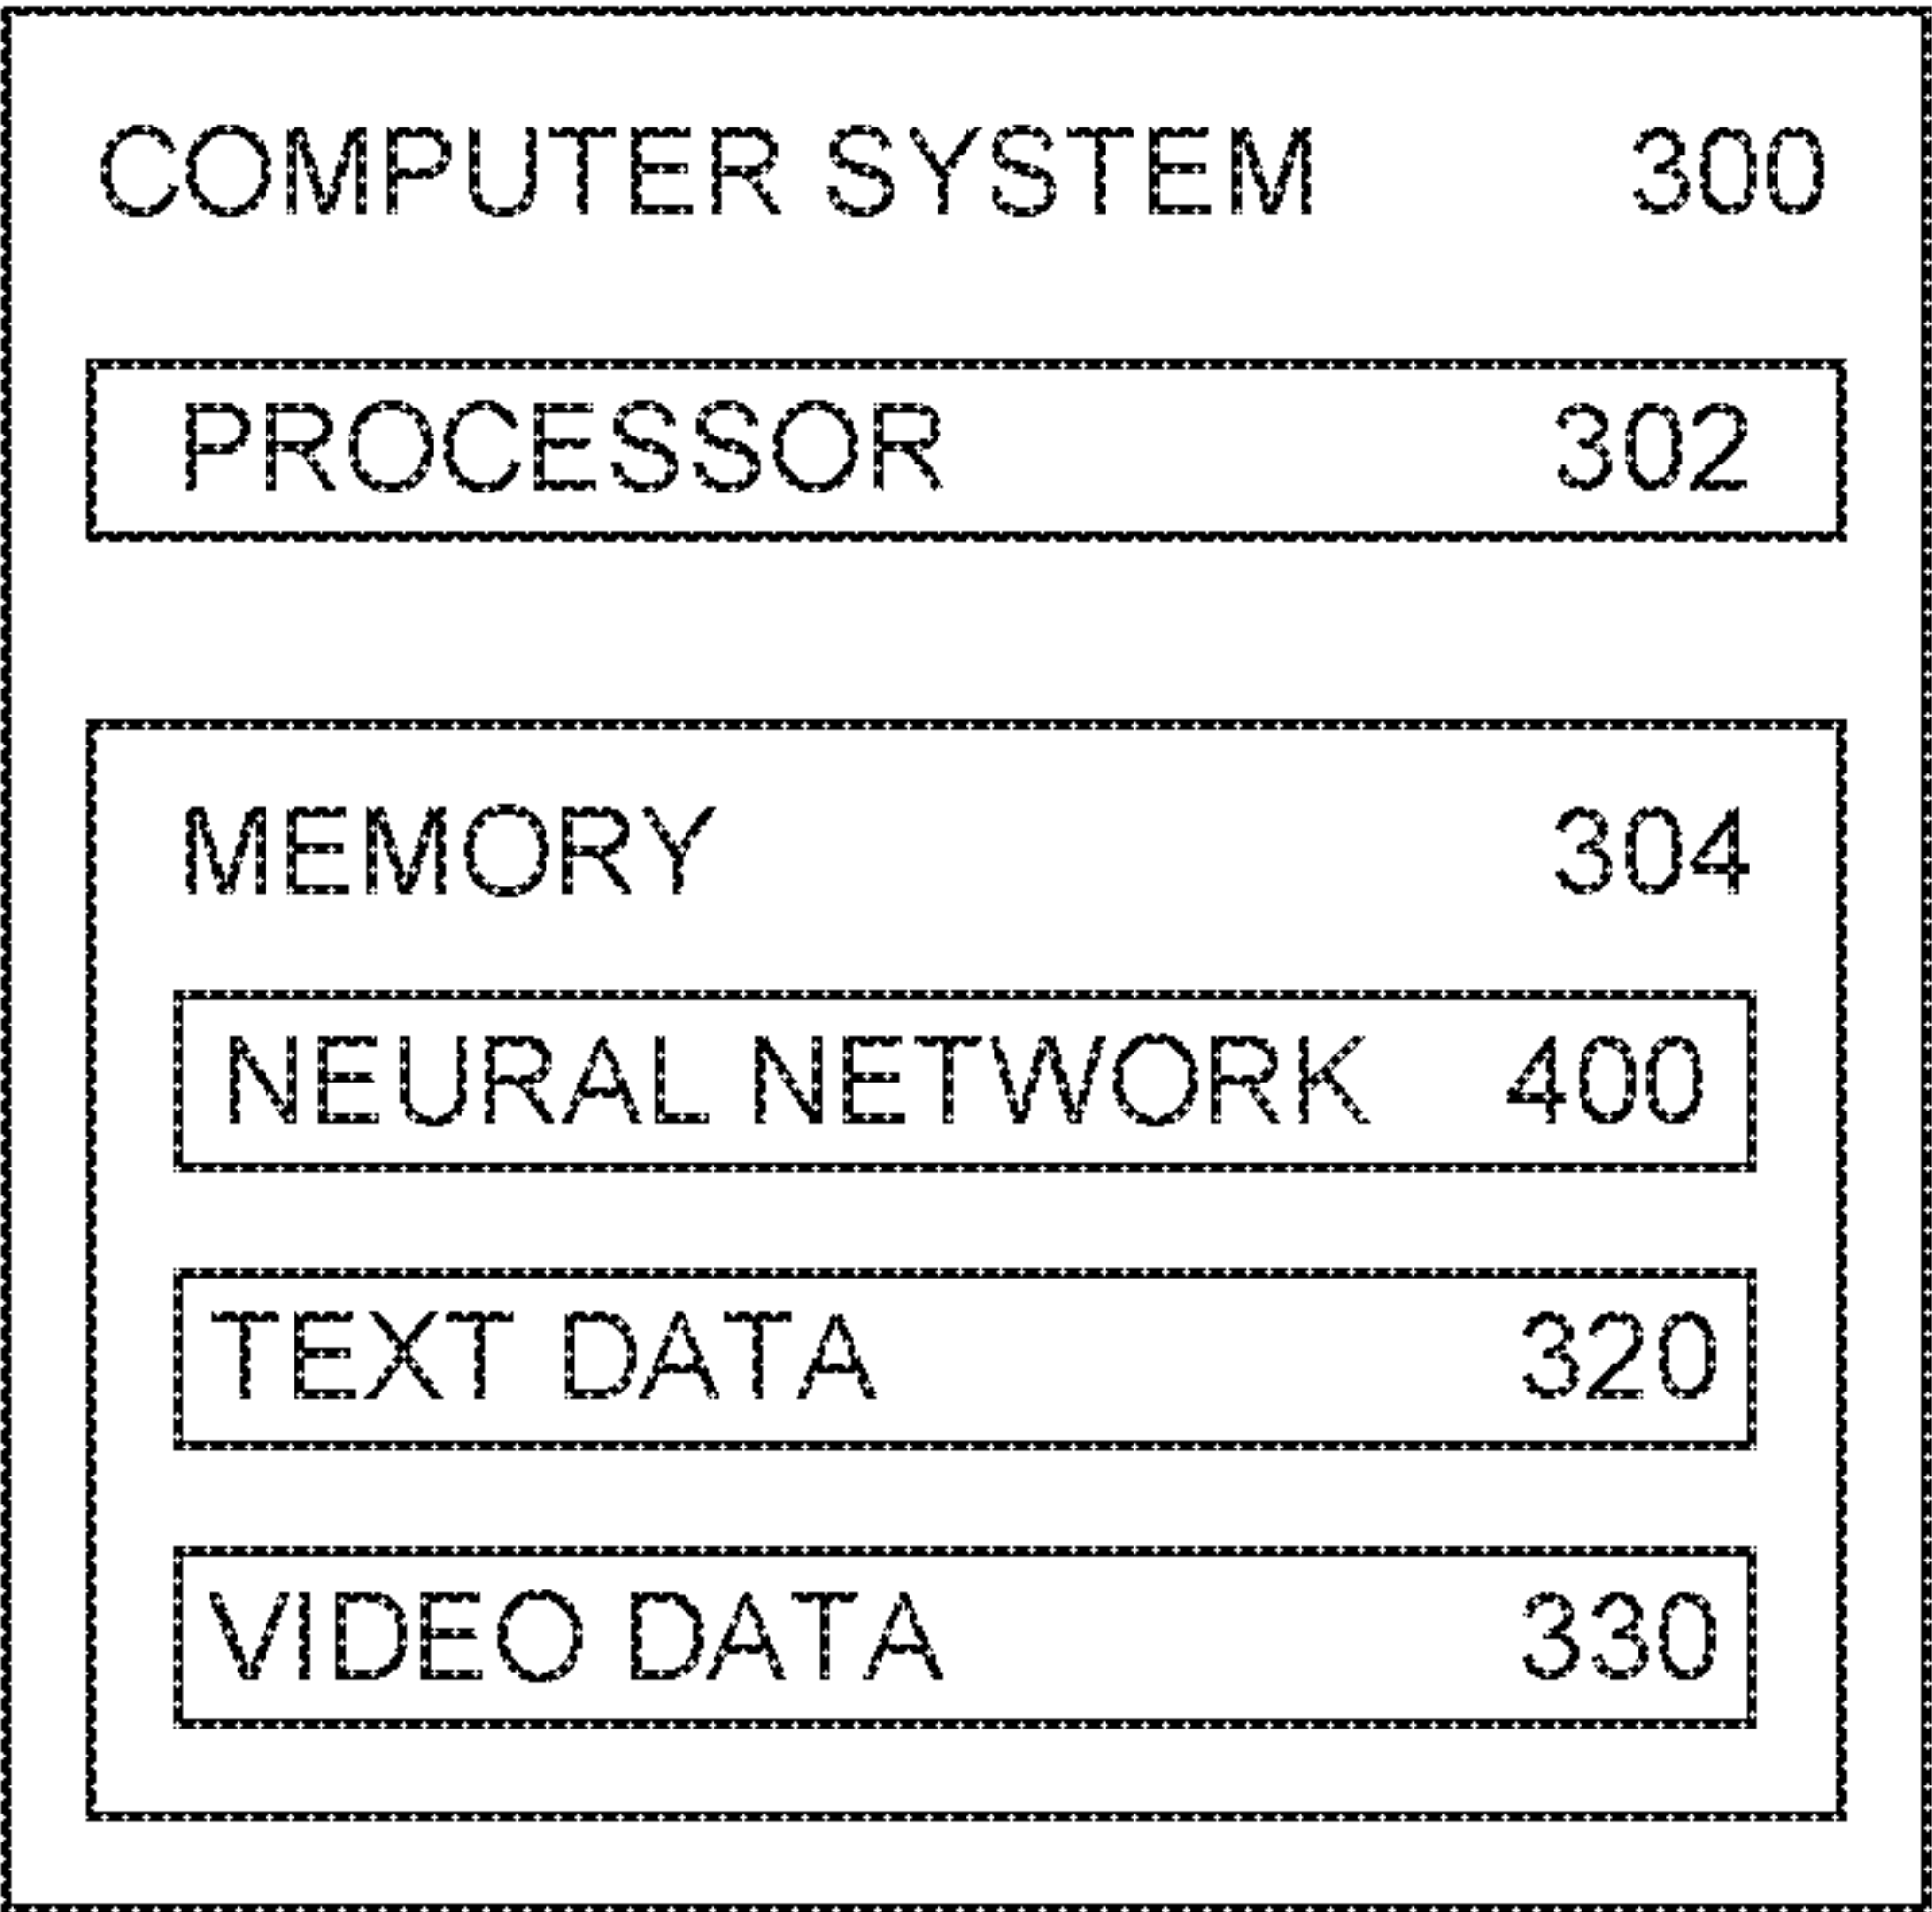 COMPUTER SYSTEM 300
PROCESSOR 302
MEMORY 304
NEURAL NETWORK 400
TEXT DATA 320
VIDEO DATA 330